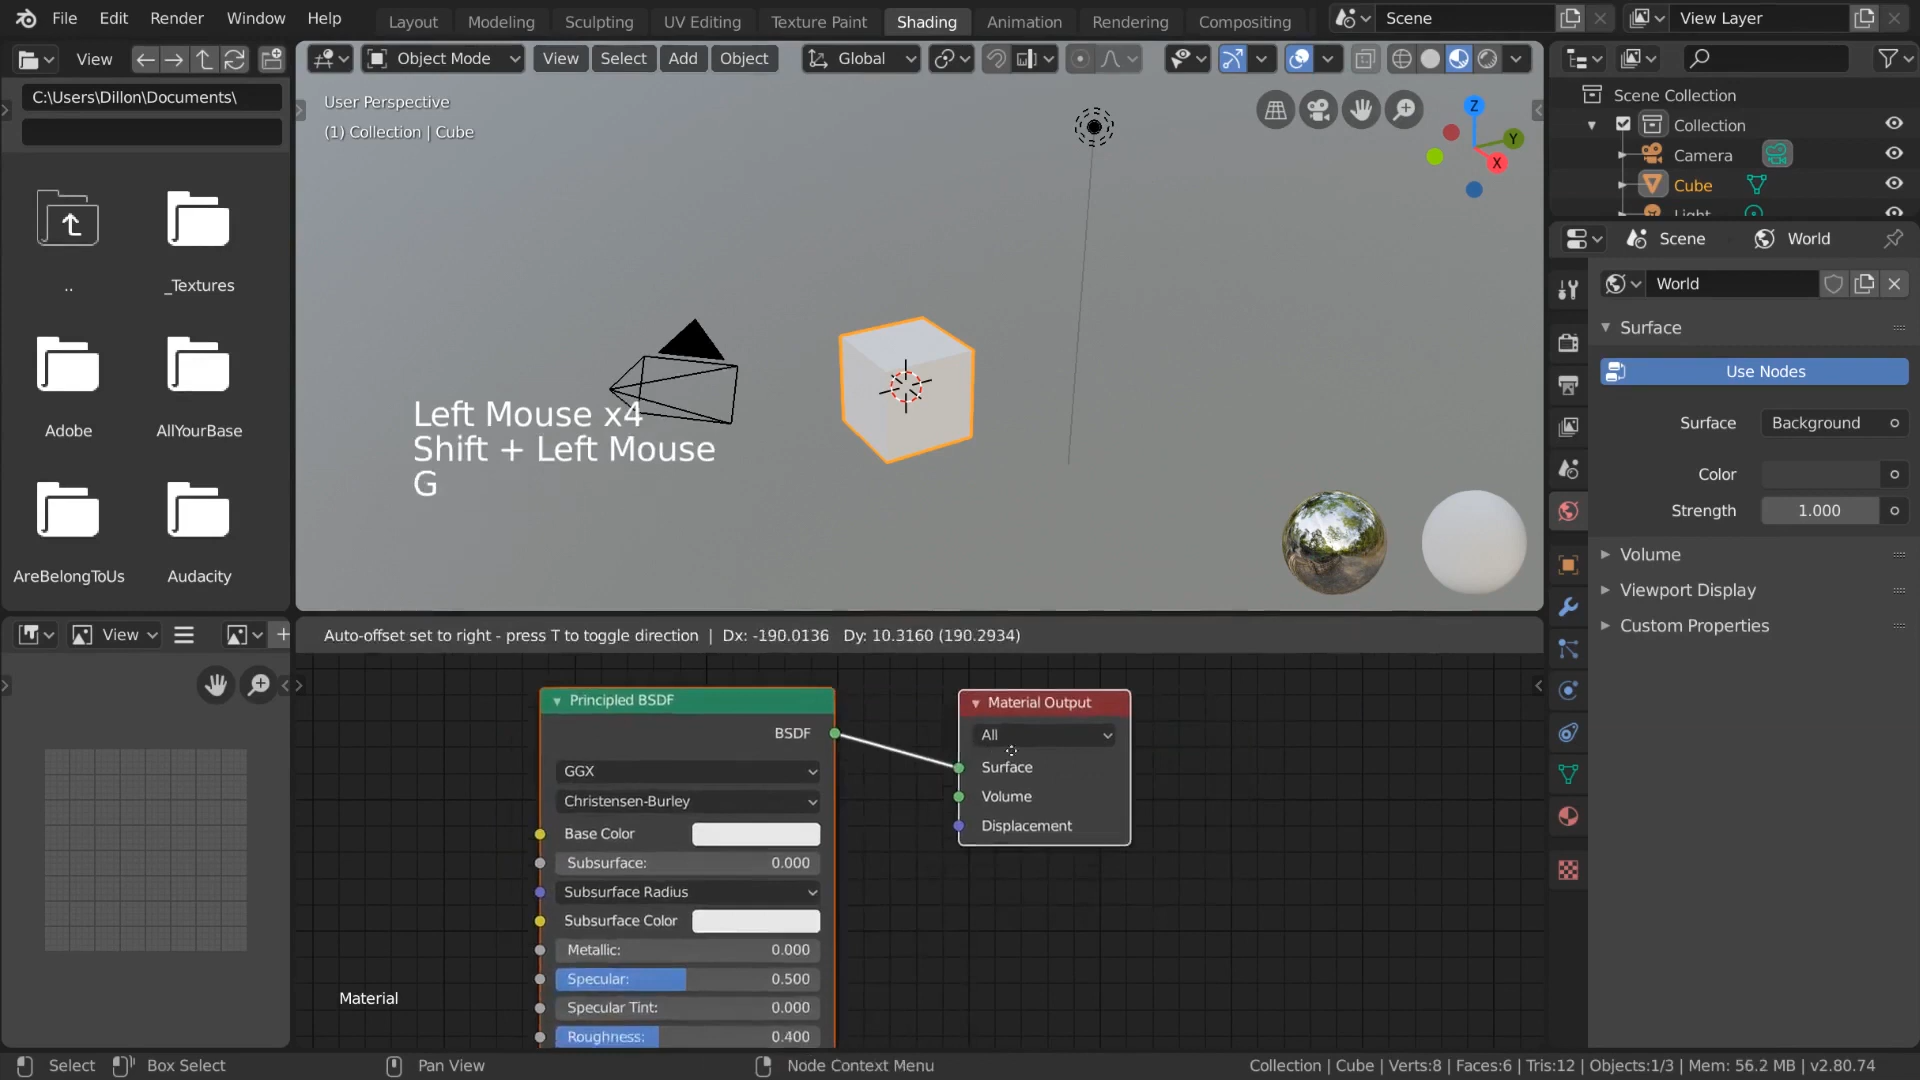 File Edit Render Window Help
Layout Modeling Sculpting UV Editing Texture Paint Shading Animation Rendering Compositing
Scene
View Layer
View
Object Mode View Select Add Object Global
C:\Users\Dillon\Documents\
User Perspective
(1) Collection | Cube
Z
Y
X
Scene Collection
Collection
Camera
Cube
Light
Scene World
World
Surface
Use Nodes
Surface Background
Color
Strength 1.000
Volume
Viewport Display
Custom Properties
..
_Textures
Adobe
AllYourBase
AreBelongToUs
Audacity
Left Mouse x4
Shift + Left Mouse
G
View
Auto-offset set to right - press T to toggle direction | Dx: -190.0136 Dy: 10.3160 (190.2934)
Principled BSDF
BSDF
GGX
Christensen-Burley
Base Color
Subsurface: 0.000
Subsurface Radius
Subsurface Color
Metallic: 0.000
Specular: 0.500
Specular Tint: 0.000
Roughness: 0.400
Material Output
All
Surface
Volume
Displacement
Material
Select Box Select Pan View Node Context Menu
Collection | Cube | Verts:8 | Faces:6 | Tris:12 | Objects:1/3 | Mem: 56.2 MB | v2.80.74